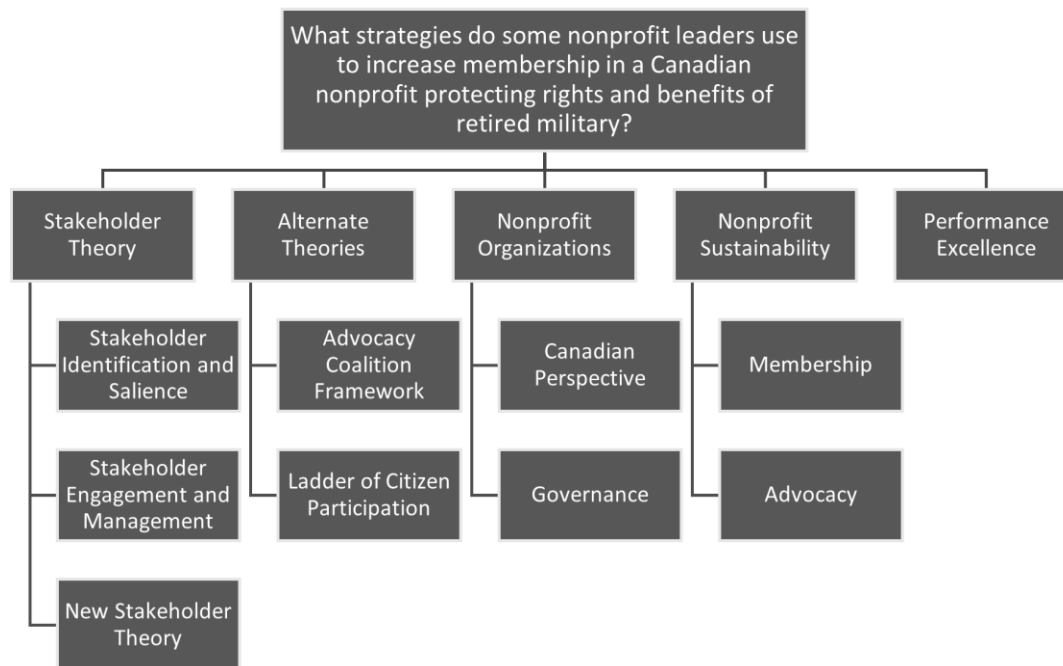 What strategies do some nonprofit leaders use
to increase membership in a Canadian
nonprofit protecting rights and benefits of
retired military?
Stakeholder
Theory
Alternate
Theories
Nonprofit
Organizations
Nonprofit
Sustainability
Performance
Excellence
Stakeholder
Identification and
Salience
Advocacy
Coalition
Framework
Canadian
Perspective
Membership
Stakeholder
Engagement and
Management
Ladder of Citizen
Participation
Governance
Advocacy
New Stakeholder
Theory